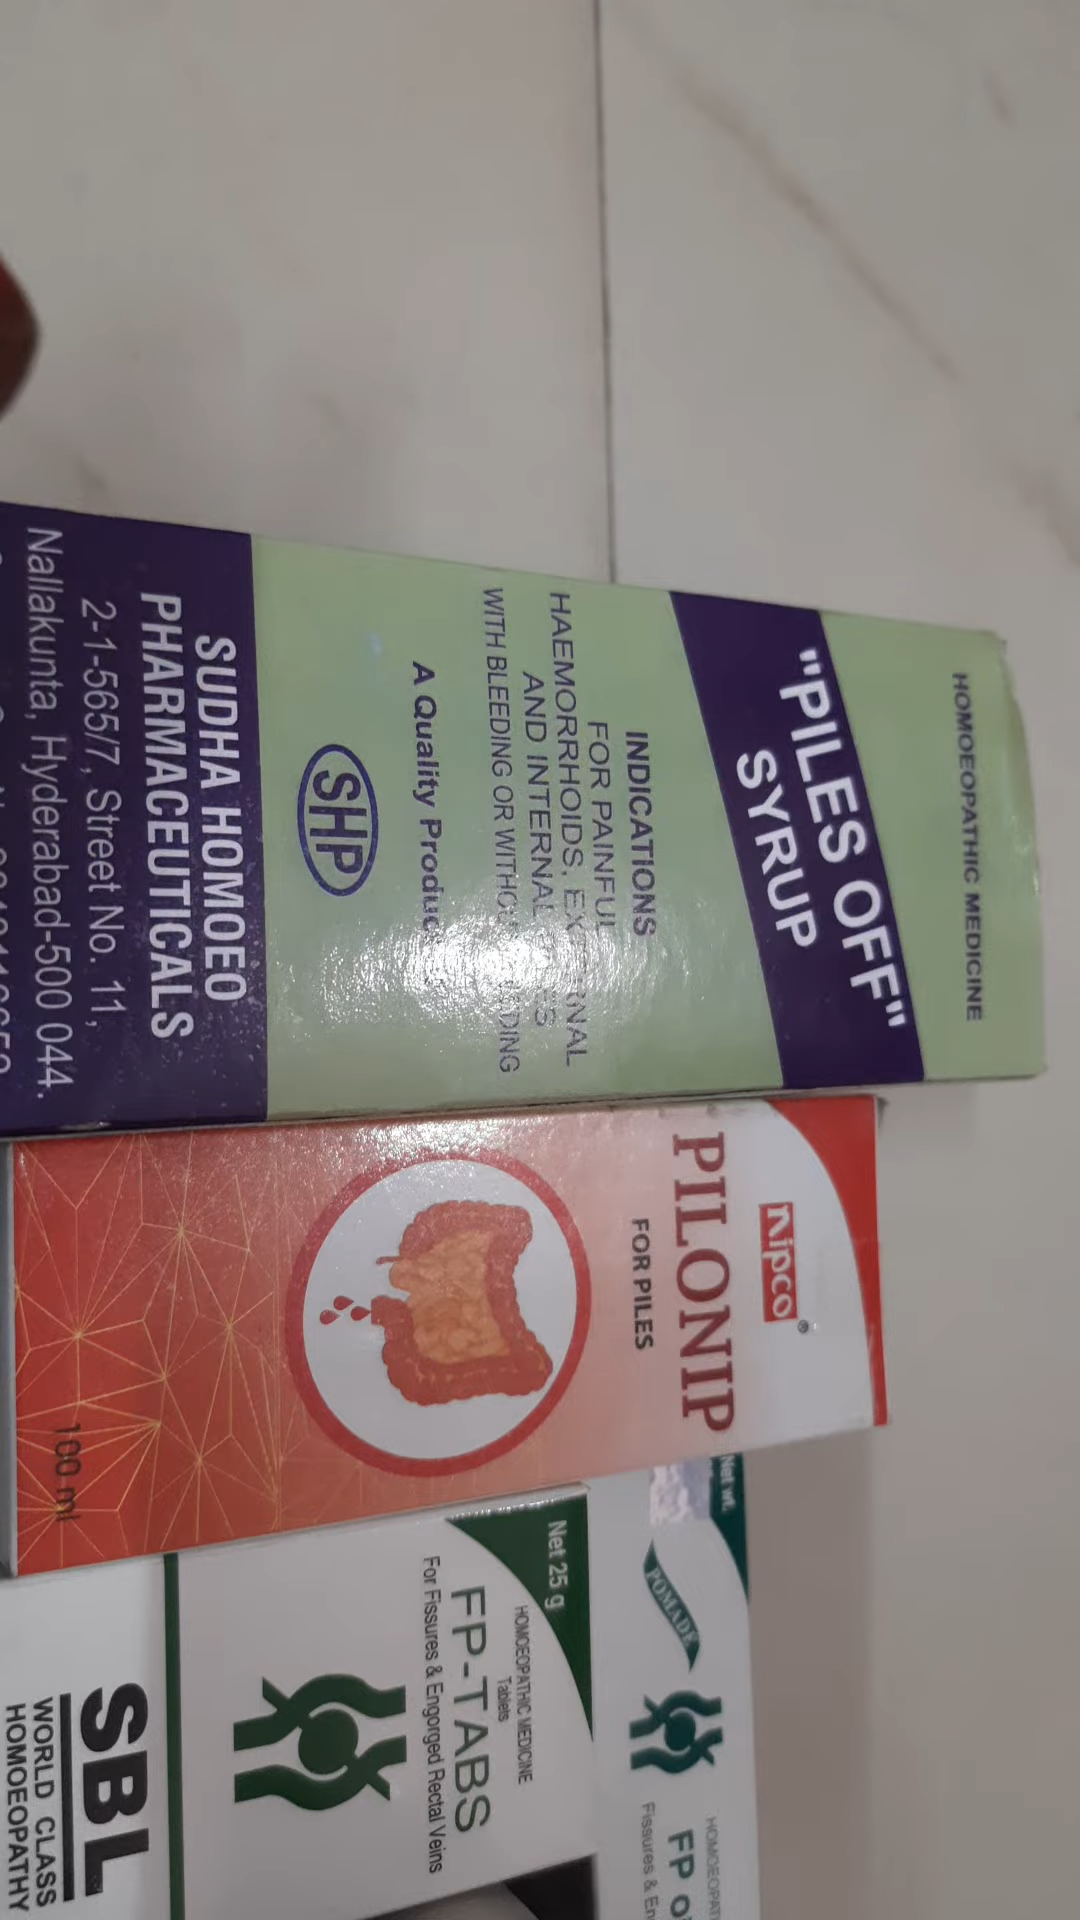 HOMOEOPATHIC MEDICINE
"PILES OFF"
SYRUP
INDICATIONS
FOR PAINFUL
HAEMORRHOIDS, EXTERNAL
AND INTERNAL PILES
WITH BLEEDING OR WITHOUT
A Quality Product
SHP
SUDHA HOMOEO
PHARMACEUTICALS
2-1-565/7, Street No. 11,
Nallakunta, Hyderabad-500 044.
nipco®
PILONIP
FOR PILES
100 ml
Net 25 g
HOMOEOPATHIC MEDICINE
Tablets
FP-TABS
For Fissures & Engorged Rectal Veins
SBL
WORLD CLASS
HOMOEOPATHY
Net wt.
POMADE
FP
Fissures &